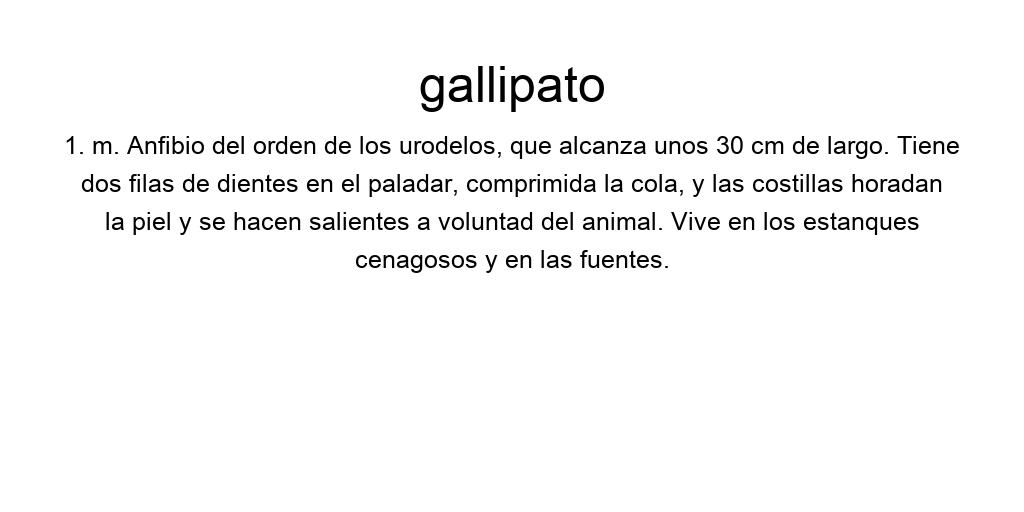 gallipato
1. m. Anfibio del orden de los urodelos, que alcanza unos 30 cm de largo. Tiene
dos filas de dientes en el paladar, comprimida la cola, y las costillas horadan
la piel y se hacen salientes a voluntad del animal. Vive en los estanques
cenagosos y en las fuentes.